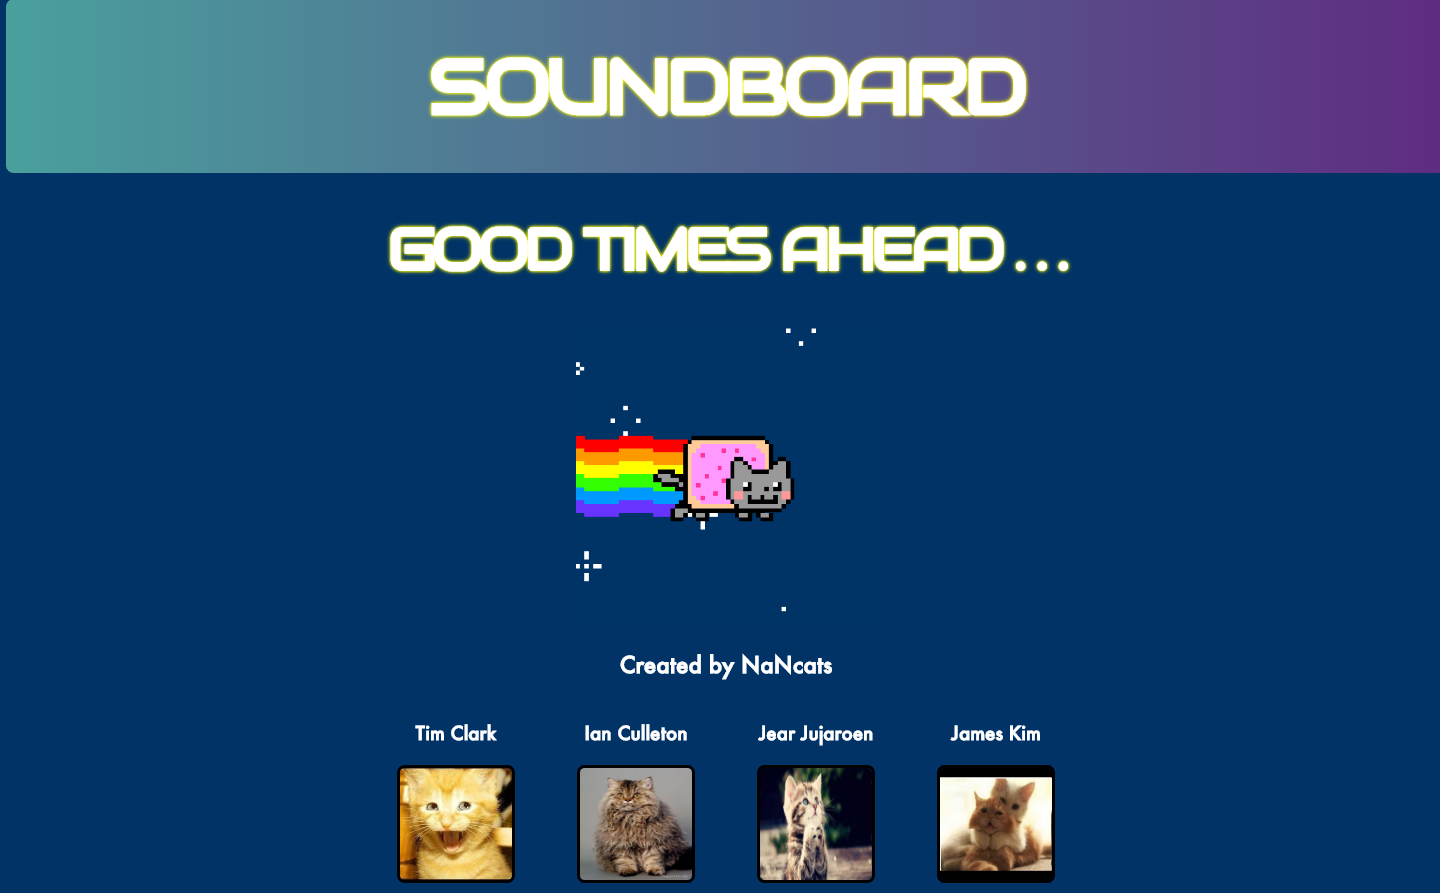 SOUNDBOARD
GOOD TIMES AHEAD...
Created by NaNcats
Tim Clark Ian Culleton Jear Jujaroen James Kim